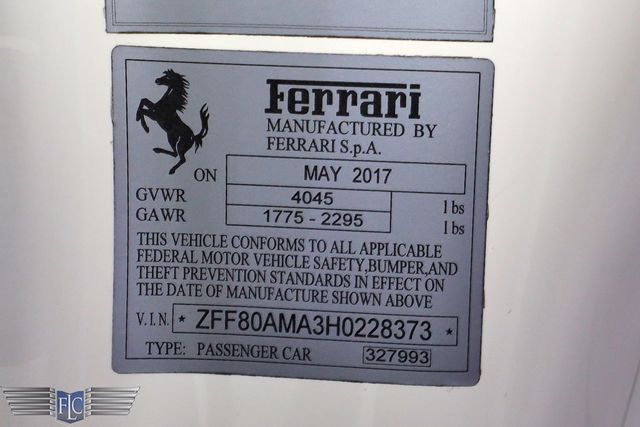 Ferrari
MANUFACTURED BY
FERRARI S.p.A.
ON MAY 2017
GVWR 4045 lbs
GAWR 1775 - 2295 lbs
THIS VEHICLE CONFORMS TO ALL APPLICABLE
FEDERAL MOTOR VEHICLE SAFETY,BUMPER,AND
THEFT PREVENTION STANDARDS IN EFFECT ON
THE DATE OF MANUFACTURE SHOWN ABOVE
V.I.N. * ZFF80AMA3H0228373 *
TYPE: PASSENGER CAR 327993
FLC